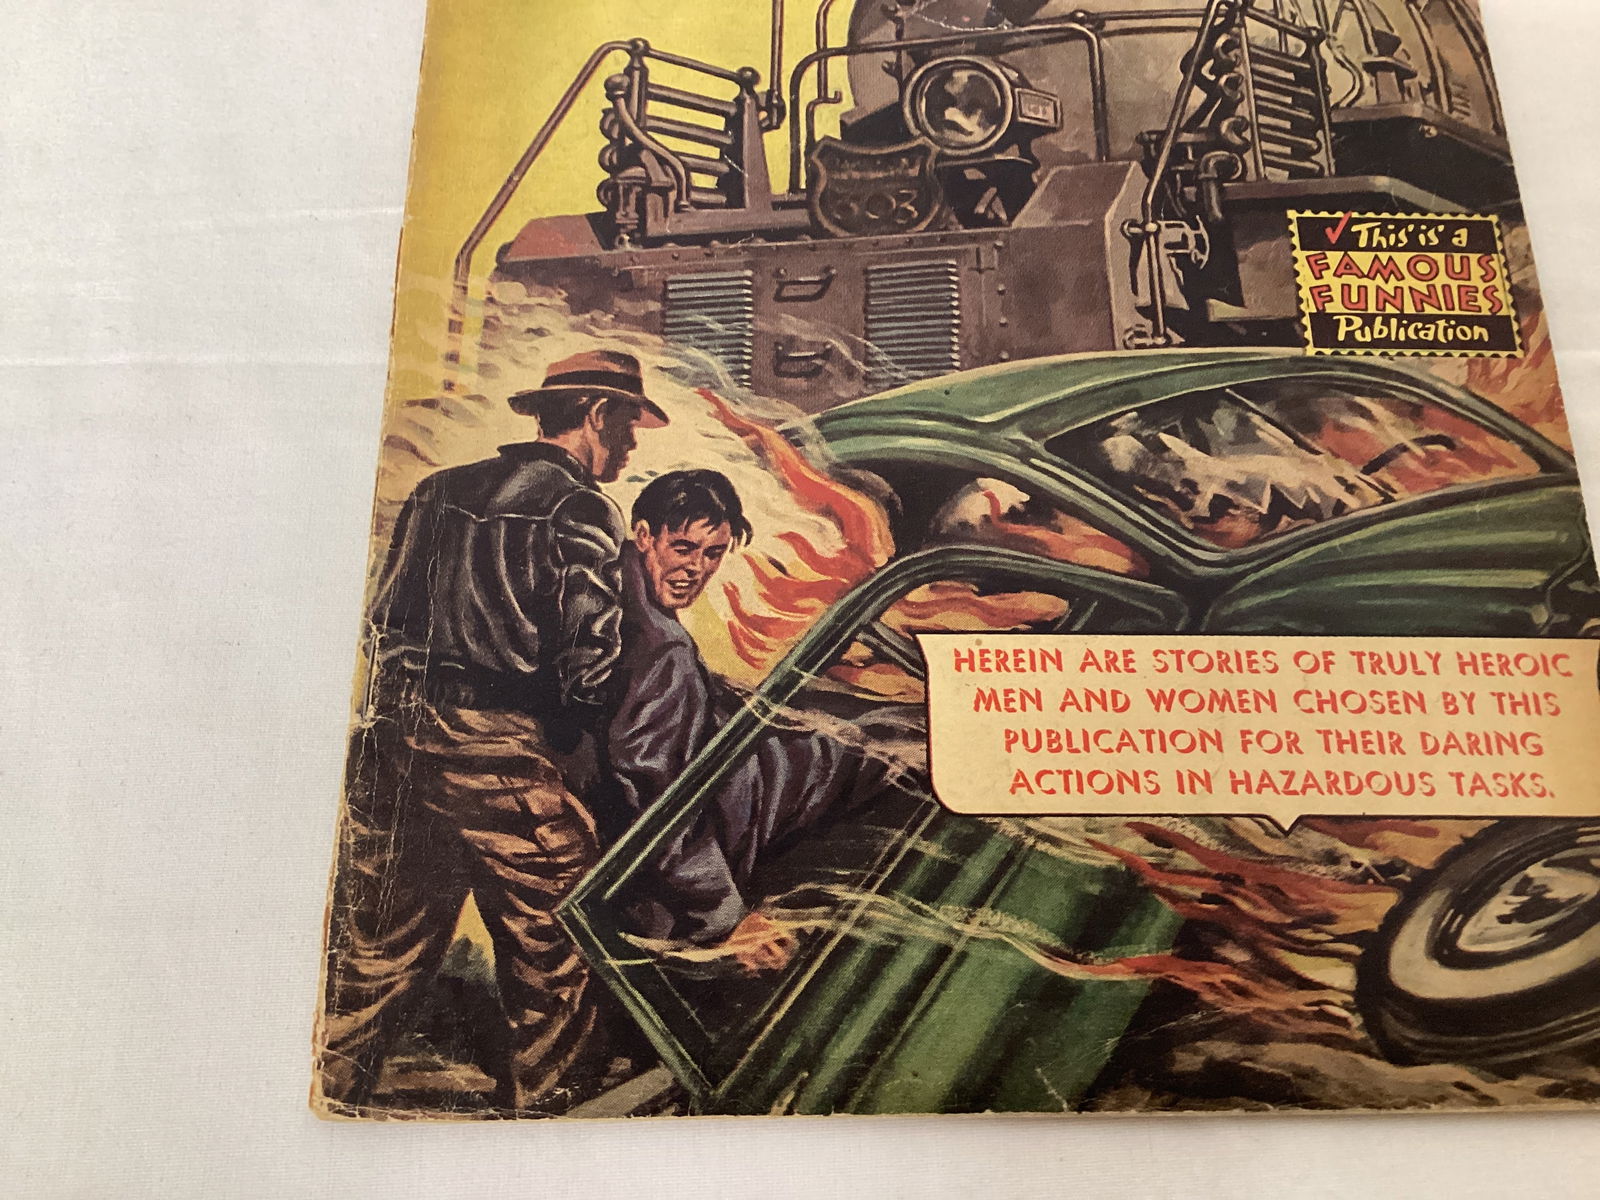 603
✓ This is a
FAMOUS
FUNNIES
Publication
HEREIN ARE STORIES OF TRULY HEROIC
MEN AND WOMEN CHOSEN BY THIS
PUBLICATION FOR THEIR DARING
ACTIONS IN HAZARDOUS TASKS.